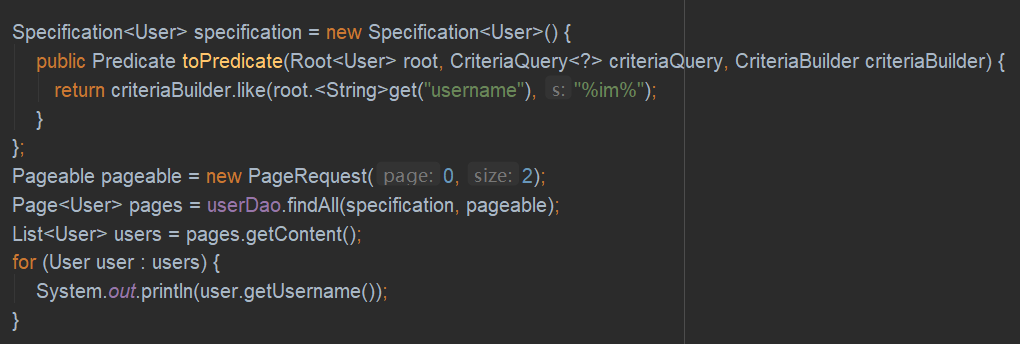 Specification<User> specification = new Specification<User>() {
public Predicate toPredicate(Root<User> root, CriteriaQuery<?> criteriaQuery, CriteriaBuilder criteriaBuilder) {
return criteriaBuilder.like(root.<String>get("username"), s: "%im%");
}
};
Pageable pageable = new PageRequest( page: 0, size: 2);
Page<User> pages = userDao.findAll(specification, pageable);
List<User> users = pages.getContent();
for (User user : users) {
System.out.println(user.getUsername());
}